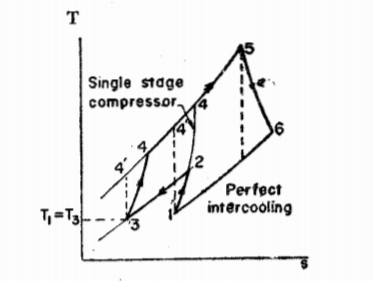 T
5
Single stage
compressor
4
4'
4
6
4'
2
Perfect
intercooling
T₁=T₃
3
1
s